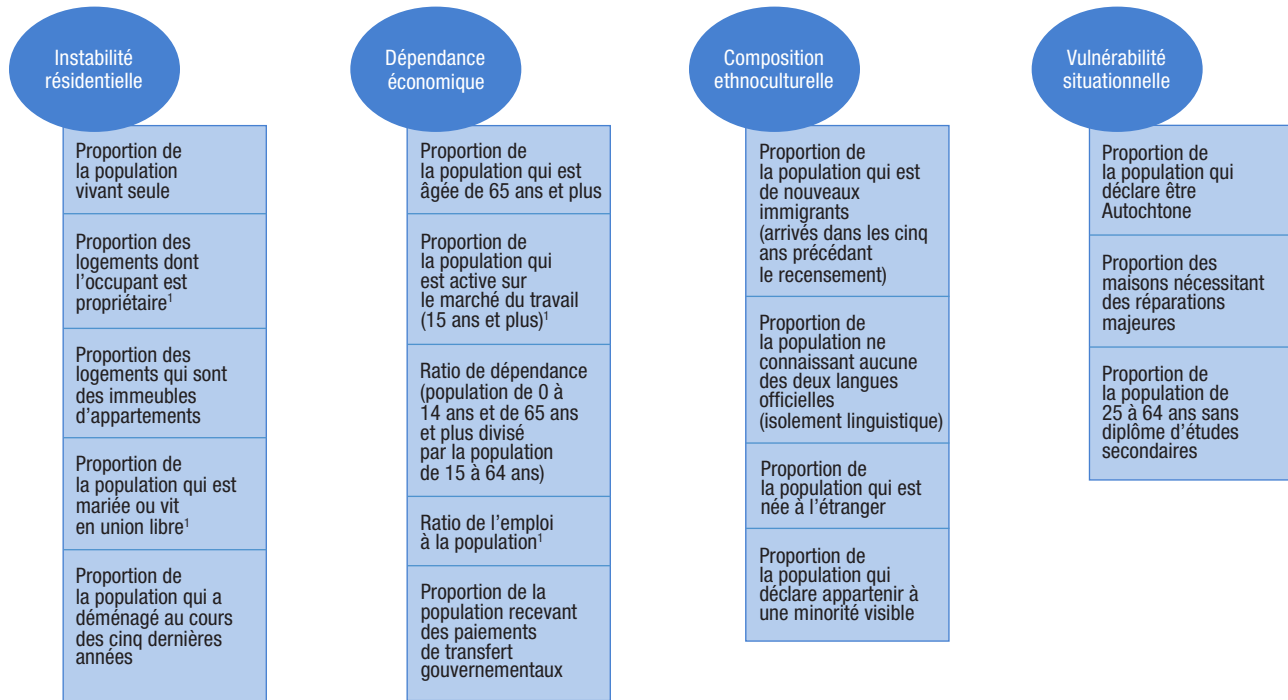 Instabilité
résidentielle
Proportion de
la population
vivant seule
Proportion des
logements dont
l’occupant est
propriétaire¹
Proportion des
logements qui sont
des immeubles
d’appartements
Proportion de
la population qui est
mariée ou vit
en union libre¹
Proportion de
la population qui a
déménagé au cours
des cinq dernières
années
Dépendance
économique
Proportion de
la population qui est
âgée de 65 ans et plus
Proportion de
la population qui
est active sur
le marché du travail
(15 ans et plus)¹
Ratio de dépendance
(population de 0 à
14 ans et de 65 ans
et plus divisé
par la population
de 15 à 64 ans)
Ratio de l’emploi
à la population¹
Proportion de la
population recevant
des paiements
de transfert
gouvernementaux
Composition
ethnoculturelle
Proportion de
la population qui est
de nouveaux
immigrants
(arrivés dans les cinq
ans précédant
le recensement)
Proportion de
la population ne
connaissant aucune
des deux langues
officielles
(isolement linguistique)
Proportion de
la population qui est
née à l’étranger
Proportion de
la population qui
déclare appartenir à
une minorité visible
Vulnérabilité
situationnelle
Proportion de
la population qui
déclare être
Autochtone
Proportion des
maisons nécessitant
des réparations
majeures
Proportion de
la population de
25 à 64 ans sans
diplôme d’études
secondaires